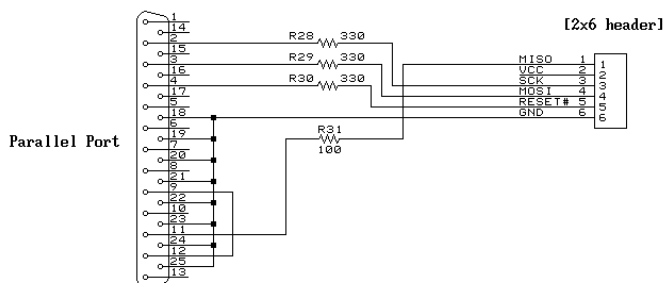 1
14
2
15
3
16
4
17
5
18
6
19
7
20
8
21
9
22
10
23
11
24
12
25
13
Parallel Port
R28 330
R29 330
R30 330
R31
100
[2x6 header]
MISO 1 1
VCC 2 2
SCK 3 3
MOSI 4 4
RESET# 5 5
GND 6 6